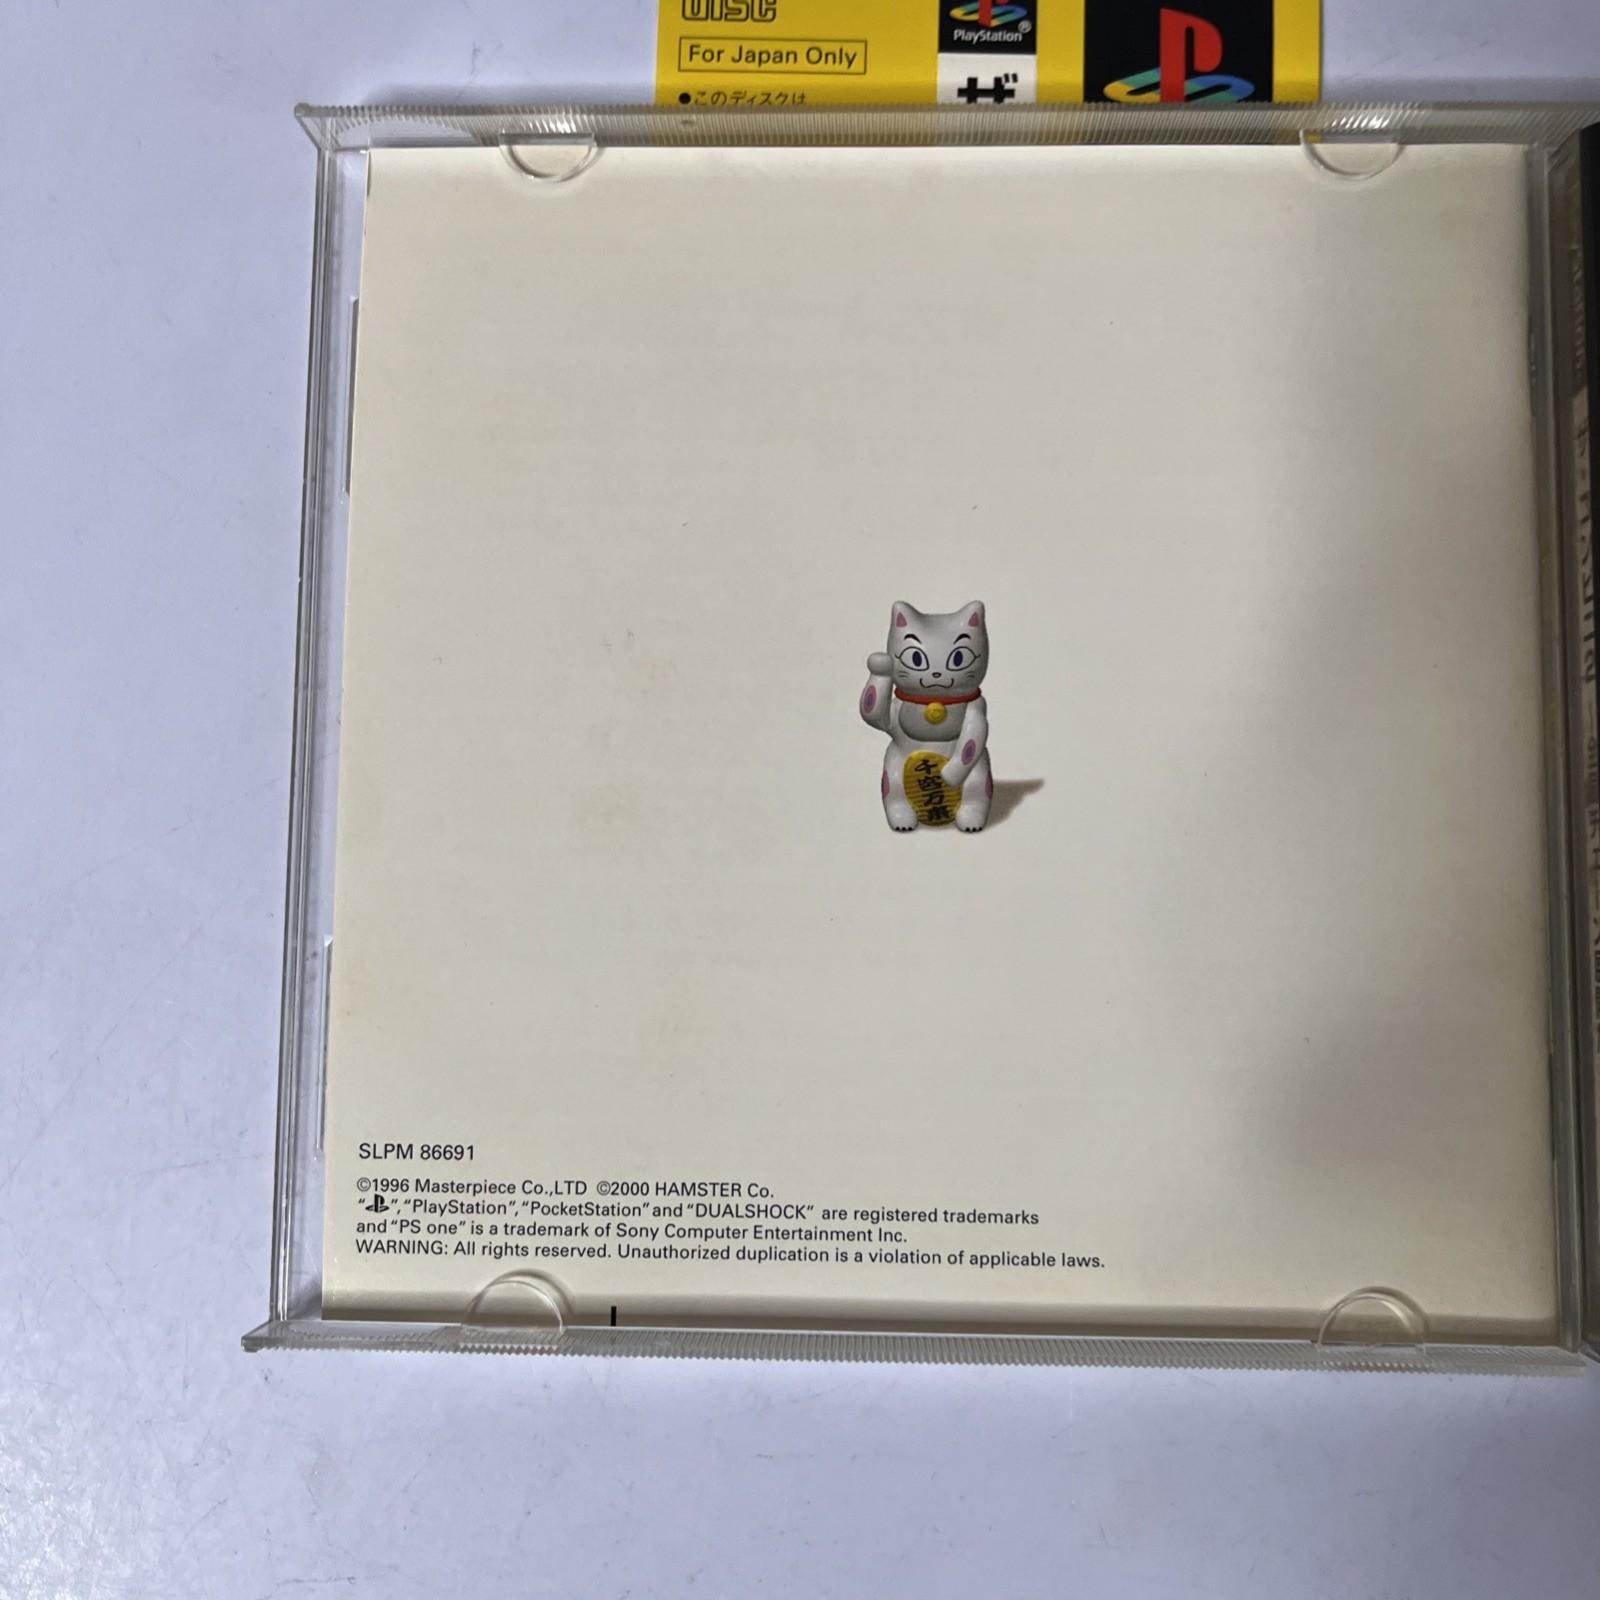 DISC
For Japan Only
PlayStation®
●このディスクは
ザ
千客万来
SLPM 86691
©1996 Masterpiece Co.,LTD ©2000 HAMSTER Co.
“ ”,“PlayStation”,“PocketStation” and “DUALSHOCK” are registered trademarks
and “PS one” is a trademark of Sony Computer Entertainment Inc.
WARNING: All rights reserved. Unauthorized duplication is a violation of applicable laws.